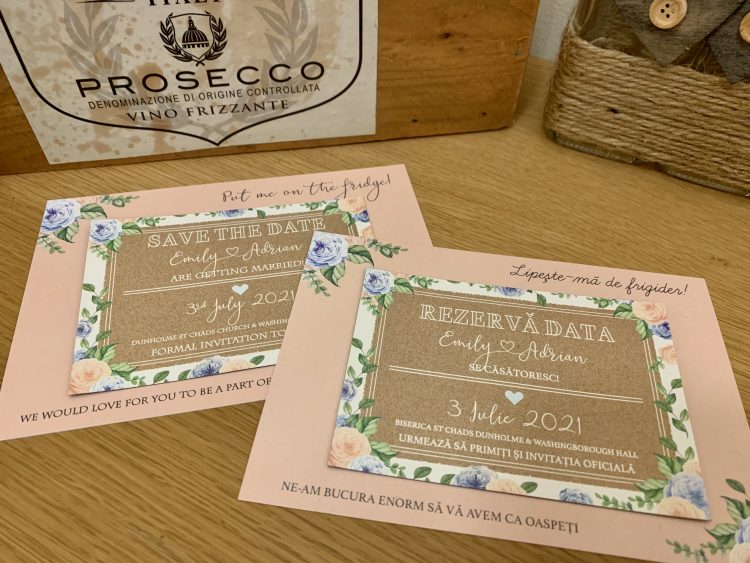 ITALY
PROSECCO
DENOMINAZIONE DI ORIGINE CONTROLLATA
VINO FRIZZANTE
Put me on the fridge!
SAVE THE DATE
Emily Adrian
ARE GETTING MARRIED!
3rd July 2021
DUNHOLME ST CHADS CHURCH & WASHING
FORMAL INVITATION TO
WE WOULD LOVE FOR YOU TO BE A PART OF
Lipește-mă de frigider!
REZERVĂ DATA
Emily Adrian
SE CĂSĂTORESC!
3 Iulie 2021
BISERICA ST CHADS DUNHOLME & WASHINGBOROUGH HALL
URMEAZĂ SĂ PRIMIȚI ȘI INVITAȚIA OFICIALĂ
NE-AM BUCURA ENORM SĂ VĂ AVEM CA OASPEȚI